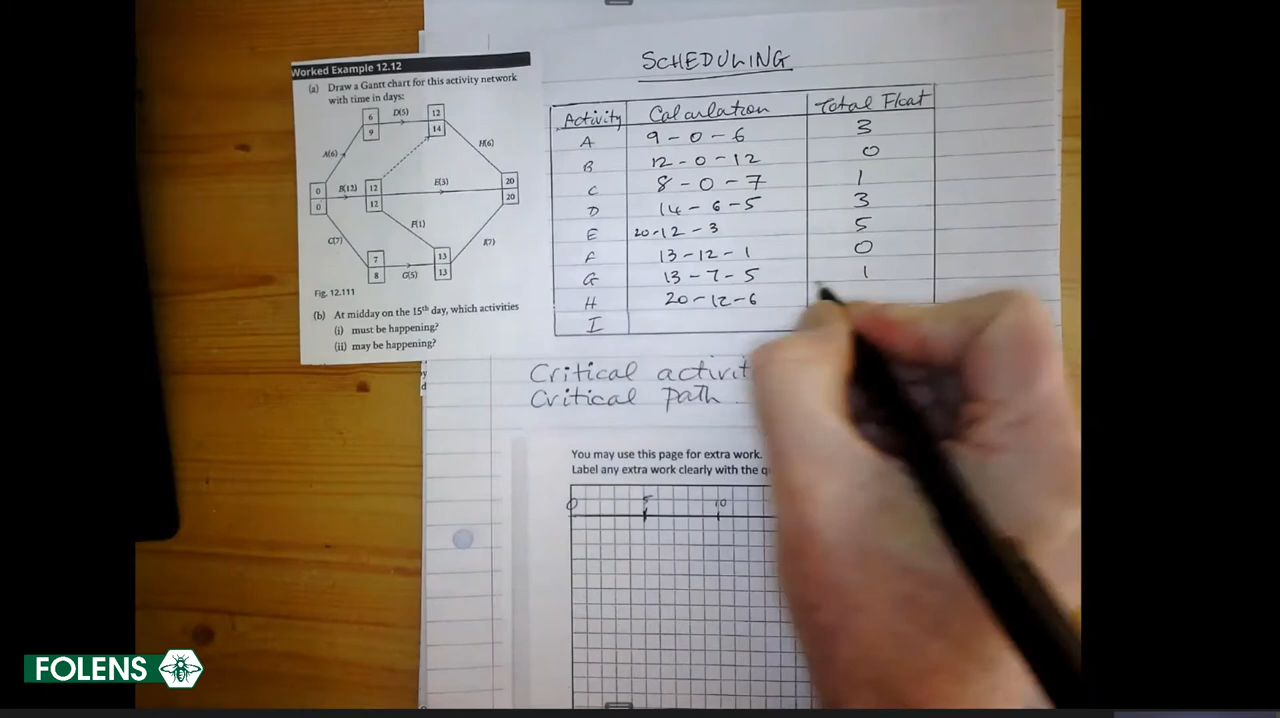 Worked Example 12.12
(a) Draw a Gantt chart for this activity network
with time in days:
6
9
D(5)
12
14
A(6)
H(6)
0
0
B(12)
12
12
E(3)
20
20
C(7)
F(1)
I(7)
7
8
G(5)
13
13
Fig. 12.111
(b) At midday on the 15th day, which activities
(i) must be happening?
(ii) may be happening?
SCHEDULING
Activity Calculation Total Float
A 9 - 0 - 6 3
B 12 - 0 - 12 0
C 8 - 0 - 7 1
D 14 - 6 - 5 3
E 20 - 12 - 3 5
F 13 - 12 - 1 0
G 13 - 7 - 5 1
H 20 - 12 - 6
I
Critical activit
Critical path
You may use this page for extra work.
Label any extra work clearly with the q
0 5 10
FOLENS